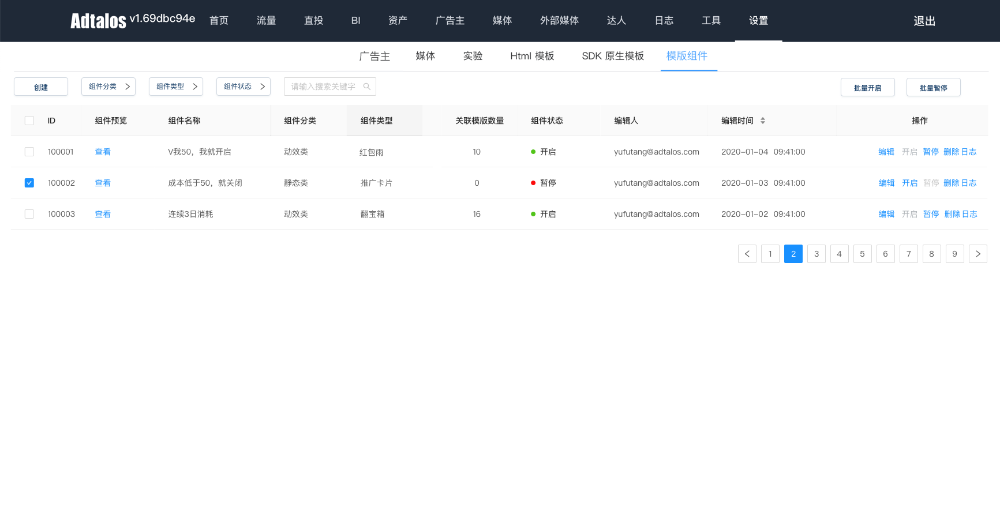 Adtalos v1.69dbc94e 首页 流量 直投 BI 资产 广告主 媒体 外部媒体 达人 日志 工具 设置 退出
广告主 媒体 实验 Html 模板 SDK 原生模板 模版组件
创建 组件分类 组件类型 组件状态 请输入搜索关键字 批量开启 批量暂停
ID 组件预览 组件名称 组件分类 组件类型 关联模版数量 组件状态 编辑人 编辑时间 操作
100001 查看 V我50，我就开启 动效类 红包雨 10 开启 yufutang@adtalos.com 2020-01-04 09:41:00 编辑 开启 暂停 删除 日志
100002 查看 成本低于50，就关闭 静态类 推广卡片 0 暂停 yufutang@adtalos.com 2020-01-03 09:41:00 编辑 开启 暂停 删除 日志
100003 查看 连续3日消耗 动效类 翻宝箱 16 开启 yufutang@adtalos.com 2020-01-02 09:41:00 编辑 开启 暂停 删除 日志
1 2 3 4 5 6 7 8 9